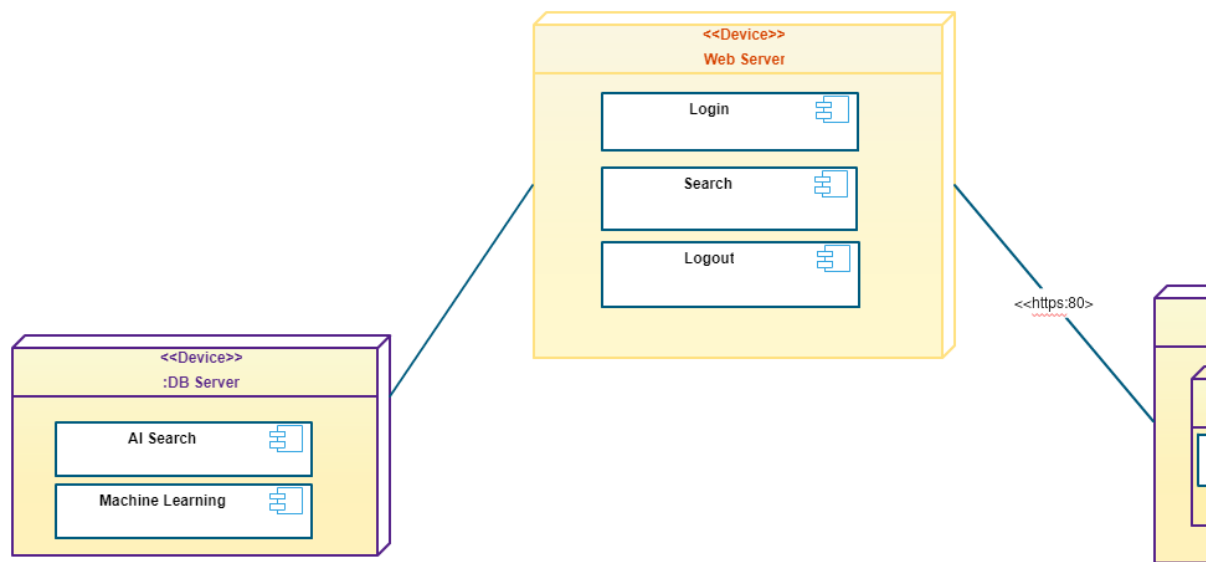 <<Device>>
Web Server
Login
Search
Logout
<<https:80>
<<Device>>
:DB Server
AI Search
Machine Learning